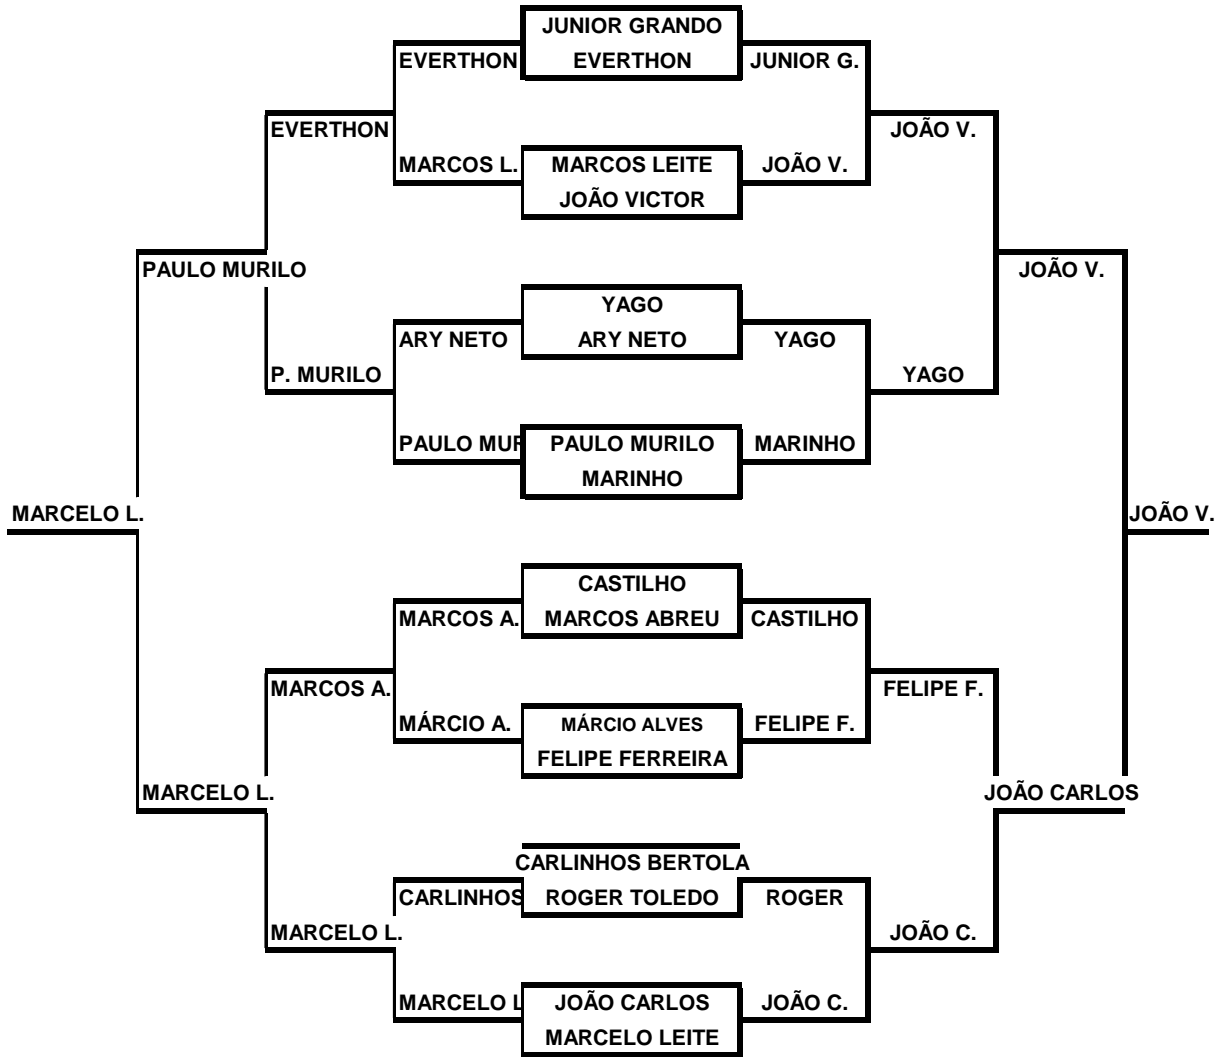 JUNIOR GRANDO
EVERTHON EVERTHON JUNIOR G.
EVERTHON JOÃO V.
MARCOS L. MARCOS LEITE JOÃO V.
JOÃO VICTOR
PAULO MURILO JOÃO V.
YAGO
ARY NETO ARY NETO YAGO
P. MURILO YAGO
PAULO MUR PAULO MURILO MARINHO
MARINHO
MARCELO L. JOÃO V.
CASTILHO
MARCOS A. MARCOS ABREU CASTILHO
MARCOS A. FELIPE F.
MÁRCIO A. MÁRCIO ALVES FELIPE F.
FELIPE FERREIRA
MARCELO L. JOÃO CARLOS
CARLINHOS BERTOLA
CARLINHOS ROGER TOLEDO ROGER
MARCELO L. JOÃO C.
MARCELO L JOÃO CARLOS JOÃO C.
MARCELO LEITE